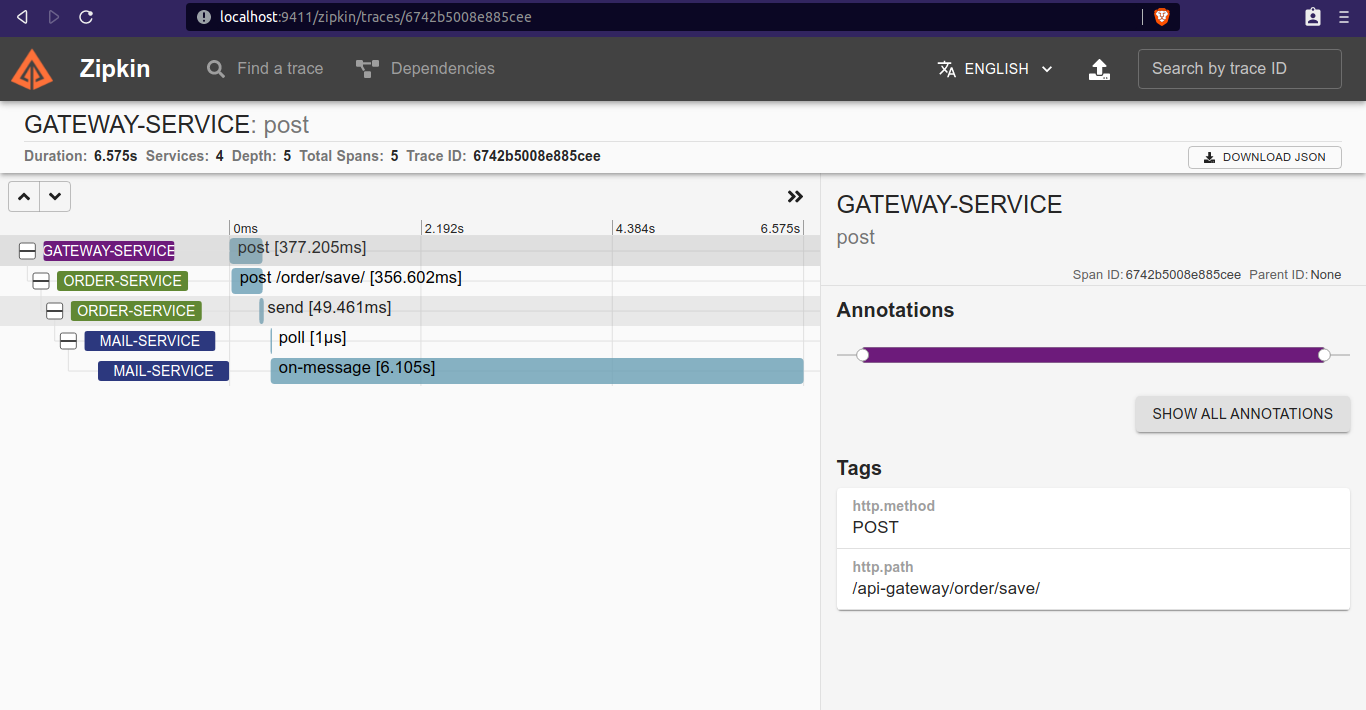 localhost:9411/zipkin/traces/6742b5008e885cee
Zipkin
Find a trace
Dependencies
ENGLISH
Search by trace ID
GATEWAY-SERVICE: post
Duration: 6.575s Services: 4 Depth: 5 Total Spans: 5 Trace ID: 6742b5008e885cee
DOWNLOAD JSON
0ms 2.192s 4.384s 6.575s
GATEWAY-SERVICE post [377.205ms]
ORDER-SERVICE post /order/save/ [356.602ms]
ORDER-SERVICE send [49.461ms]
MAIL-SERVICE poll [1μs]
MAIL-SERVICE on-message [6.105s]
GATEWAY-SERVICE
post
Span ID: 6742b5008e885cee Parent ID: None
Annotations
SHOW ALL ANNOTATIONS
Tags
http.method
POST
http.path
/api-gateway/order/save/